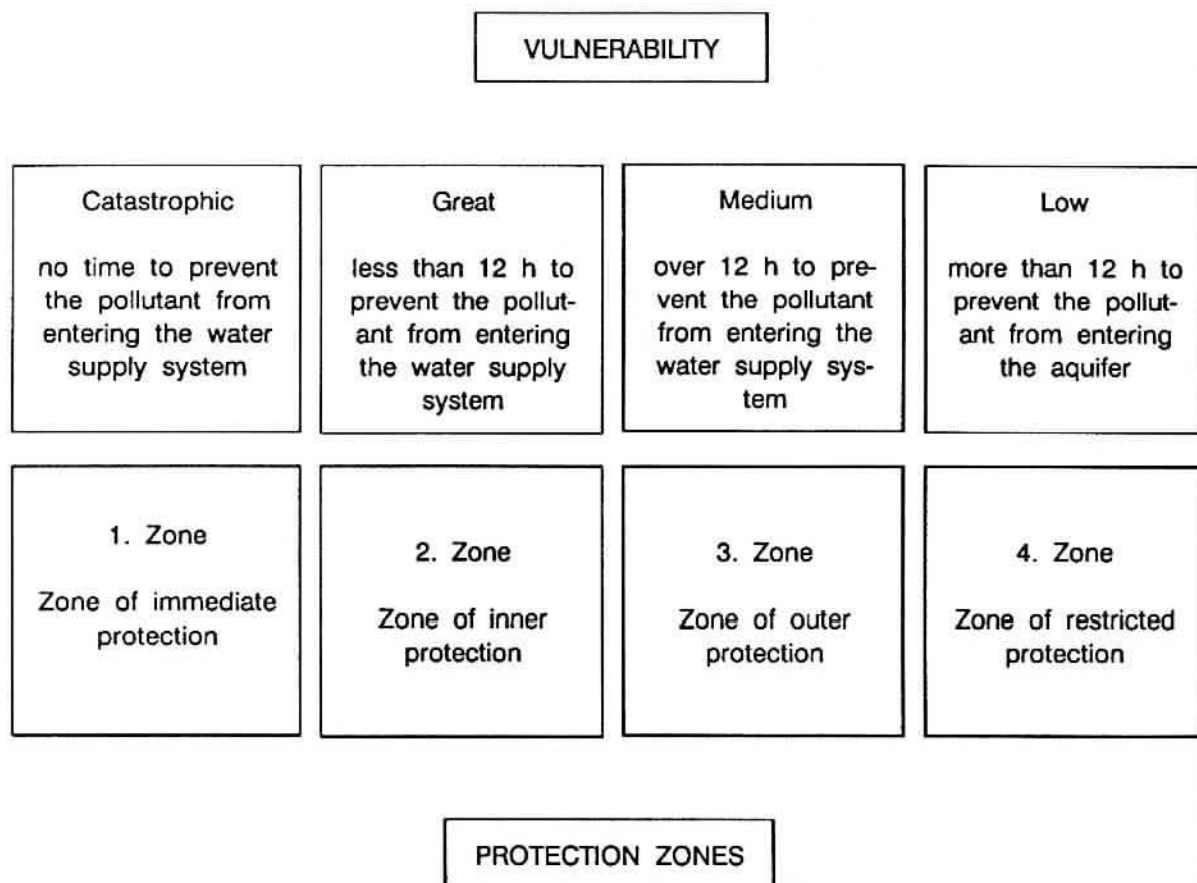 VULNERABILITY
Catastrophic
no time to prevent
the pollutant from
entering the water
supply system
Great
less than 12 h to
prevent the pollut-
ant from entering
the water supply
system
Medium
over 12 h to pre-
vent the pollutant
from entering the
water supply sys-
tem
Low
more than 12 h to
prevent the pollut-
ant from entering
the aquifer
1. Zone
Zone of immediate
protection
2. Zone
Zone of inner
protection
3. Zone
Zone of outer
protection
4. Zone
Zone of restricted
protection
PROTECTION ZONES